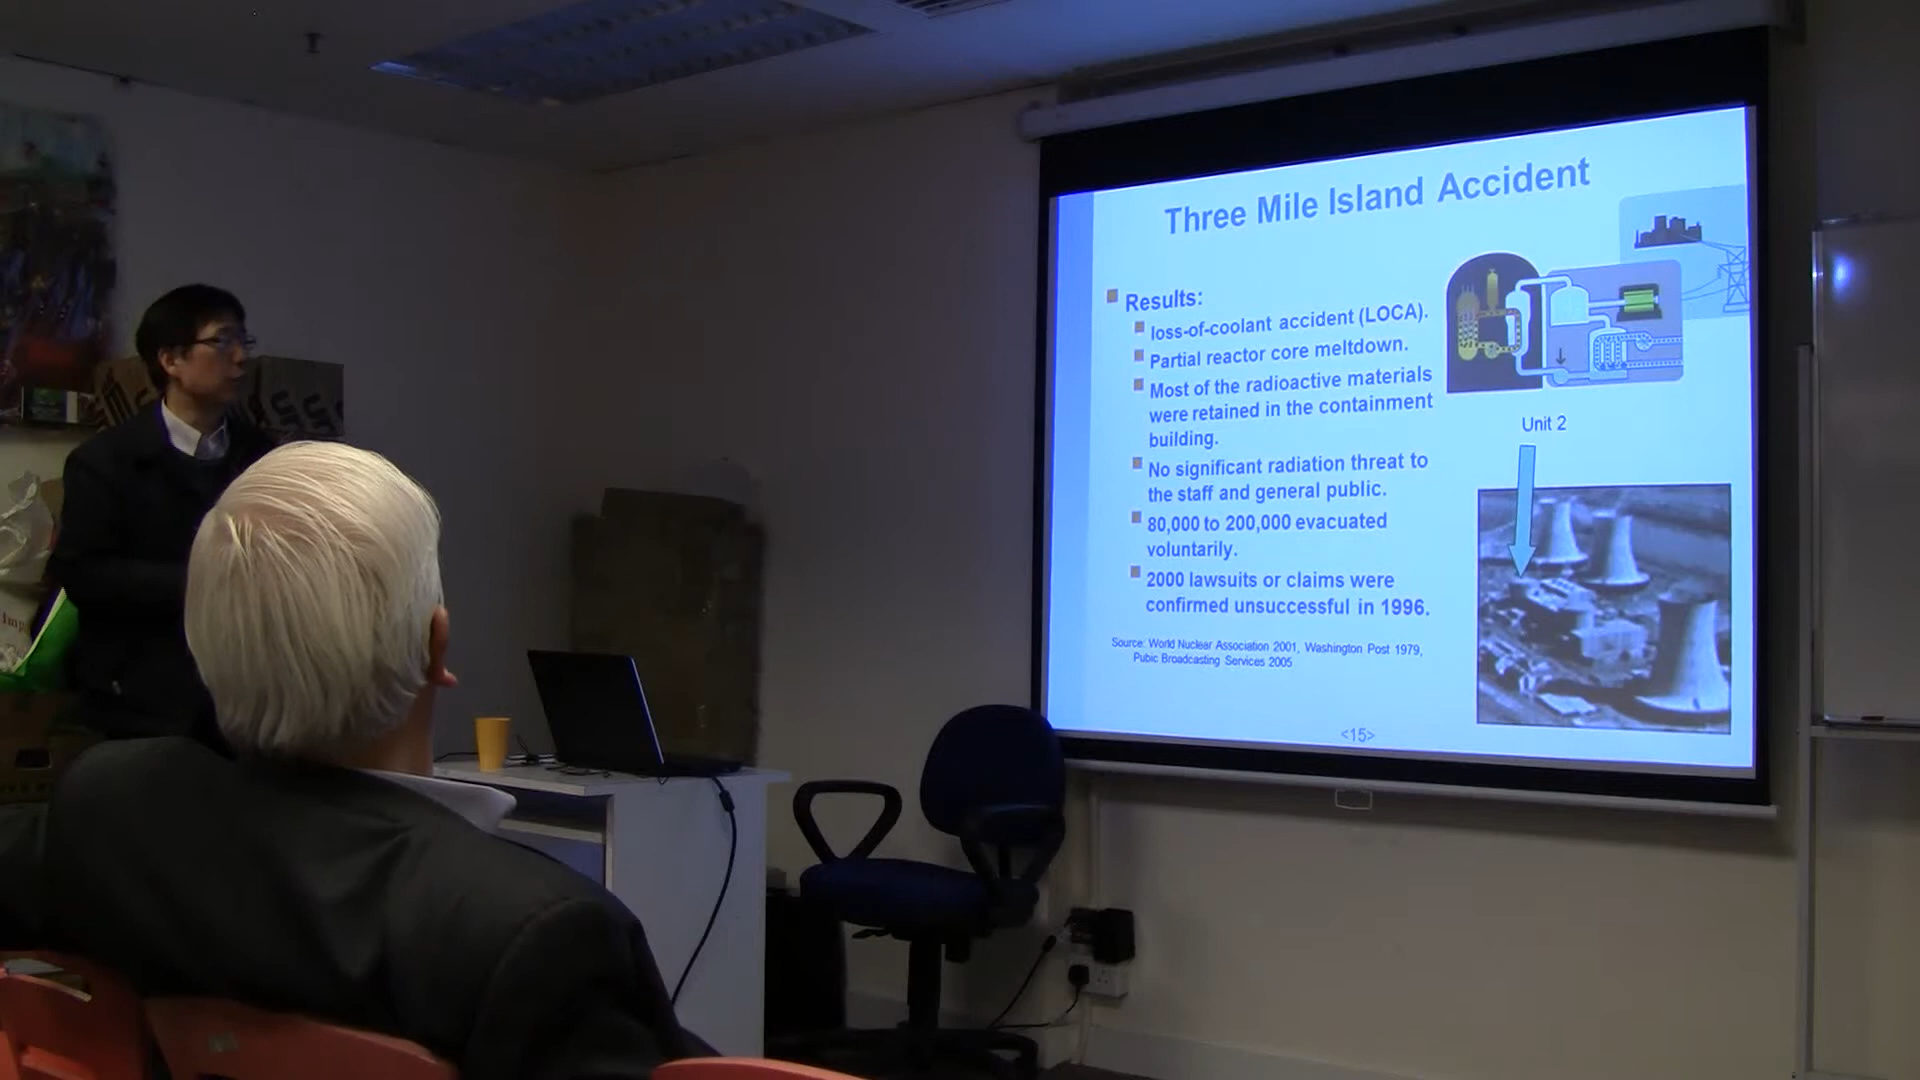 Three Mile Island Accident
Results:
loss-of-coolant accident (LOCA).
Partial reactor core meltdown.
Most of the radioactive materials
were retained in the containment
building.
No significant radiation threat to
the staff and general public.
80,000 to 200,000 evacuated
voluntarily.
2000 lawsuits or claims were
confirmed unsuccessful in 1996.
Source: World Nuclear Association 2001, Washington Post 1979,
Pubic Broadcasting Services 2005
Unit 2
<15>